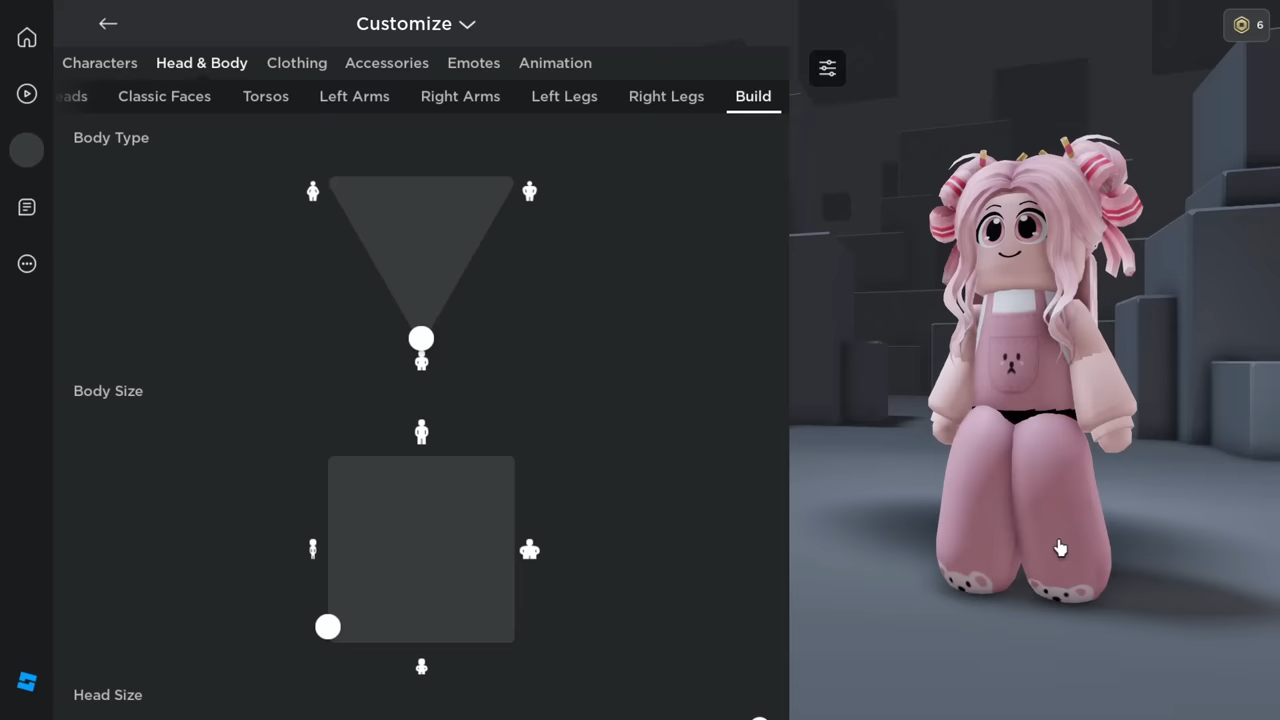 Customize
6
Characters Head & Body Clothing Accessories Emotes Animation
eads Classic Faces Torsos Left Arms Right Arms Left Legs Right Legs Build
Body Type
Body Size
Head Size